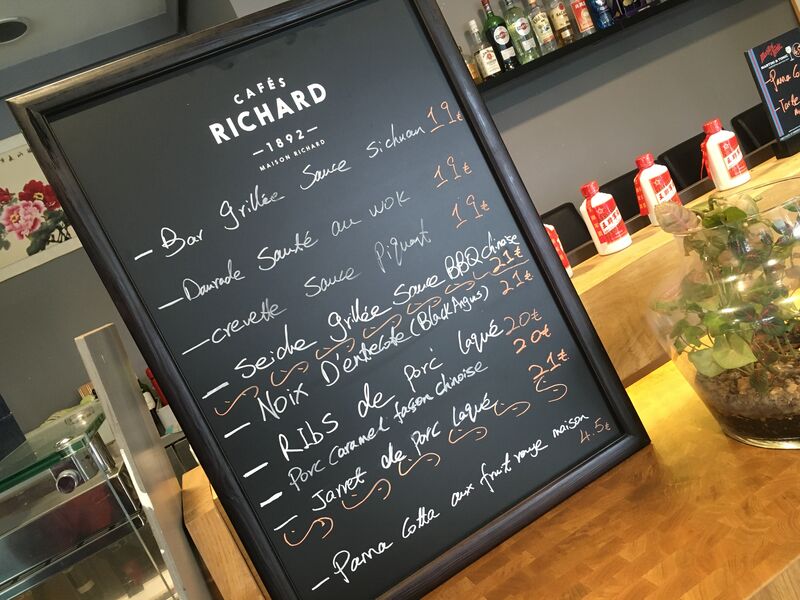 CAFÉS
RICHARD
—1892—
MAISON RICHARD
- Bar grillée sauce sichuan 19€
- Daurade sauté au wok 19€
- crevette sauce piquant 19€
- Seiche grillée sauce BBQ chinoise 21€
- Noix D'entrecote (Black Angus) 21€
- RIbS de porc laqué 20€
- Porc Caramel façon chinoise 20€
- Jarret de porc laqué 21€
- Panna Cotta aux fruit rouge maison 4.5€